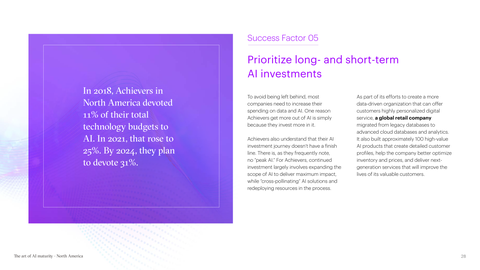 Success Factor 05
Prioritize long- and short-term
AI investments
In 2018, Achievers in
North America devoted
11% of their total
technology budgets to
AI. In 2021, that rose to
25%. By 2024, they plan
to devote 31%.
To avoid being left behind, most
companies need to increase their
spending on data and AI. One reason
Achievers get more out of AI is simply
because they invest more in it.
Achievers also understand that their AI
investment journey doesn't have a finish
line. There is, as they frequently note,
no "peak AI." For Achievers, continued
investment largely involves expanding the
scope of AI to deliver maximum impact,
while "cross-pollinating" AI solutions and
redeploying resources in the process.
As part of its efforts to create a more
data-driven organization that can offer
customers highly personalized digital
service, a global retail company
migrated from legacy databases to
advanced cloud databases and analytics.
It also built approximately 100 high-value
AI products that create detailed customer
profiles, help the company better optimize
inventory and prices, and deliver next-
generation services that will improve the
lives of its valuable customers.
The art of AI maturity - North America
28